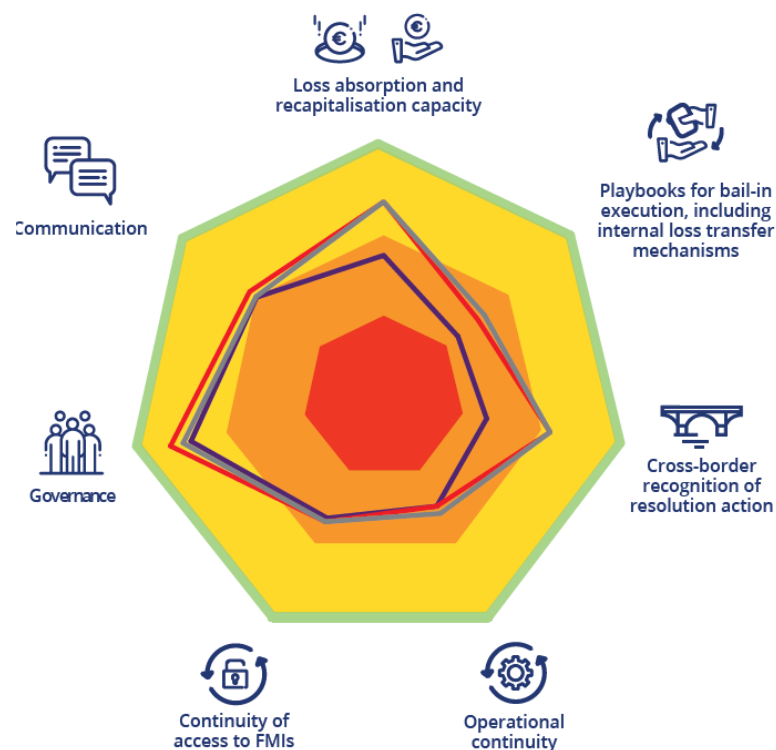 Loss absorption and
recapitalisation capacity
Communication
Playbooks for bail-in
execution, including
internal loss transfer
mechanisms
Governance
Cross-border
recognition of
resolution action
Continuity of
access to FMIs
Operational
continuity